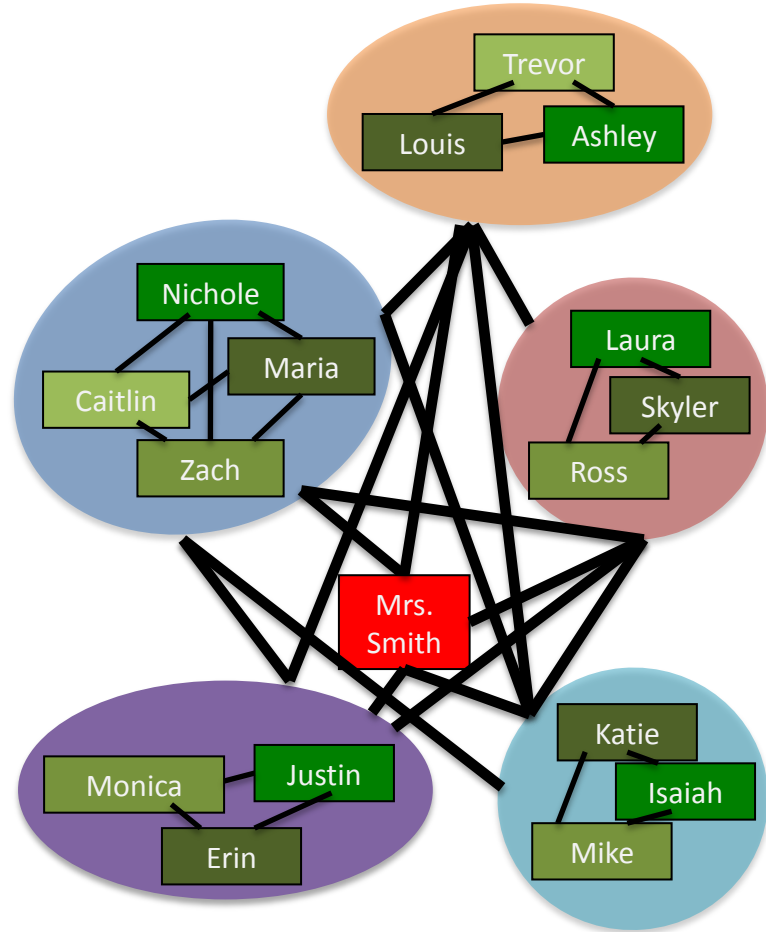 Trevor
Louis
Ashley
Nichole
Maria
Caitlin
Zach
Laura
Skyler
Ross
Mrs.
Smith
Monica
Justin
Erin
Katie
Isaiah
Mike